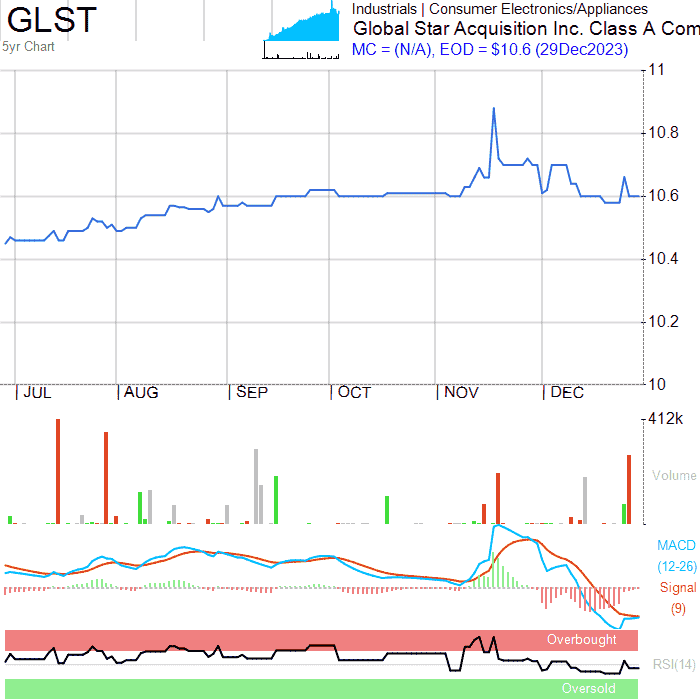 GLST
5yr Chart
Industrials | Consumer Electronics/Appliances
Global Star Acquisition Inc. Class A Com
MC = (N/A), EOD = $10.6 (29Dec2023)
11
10.8
10.6
10.4
10.2
10
JUL AUG SEP OCT NOV DEC
412k
Volume
MACD
(12-26)
Signal
(9)
Overbought
RSI(14)
Oversold